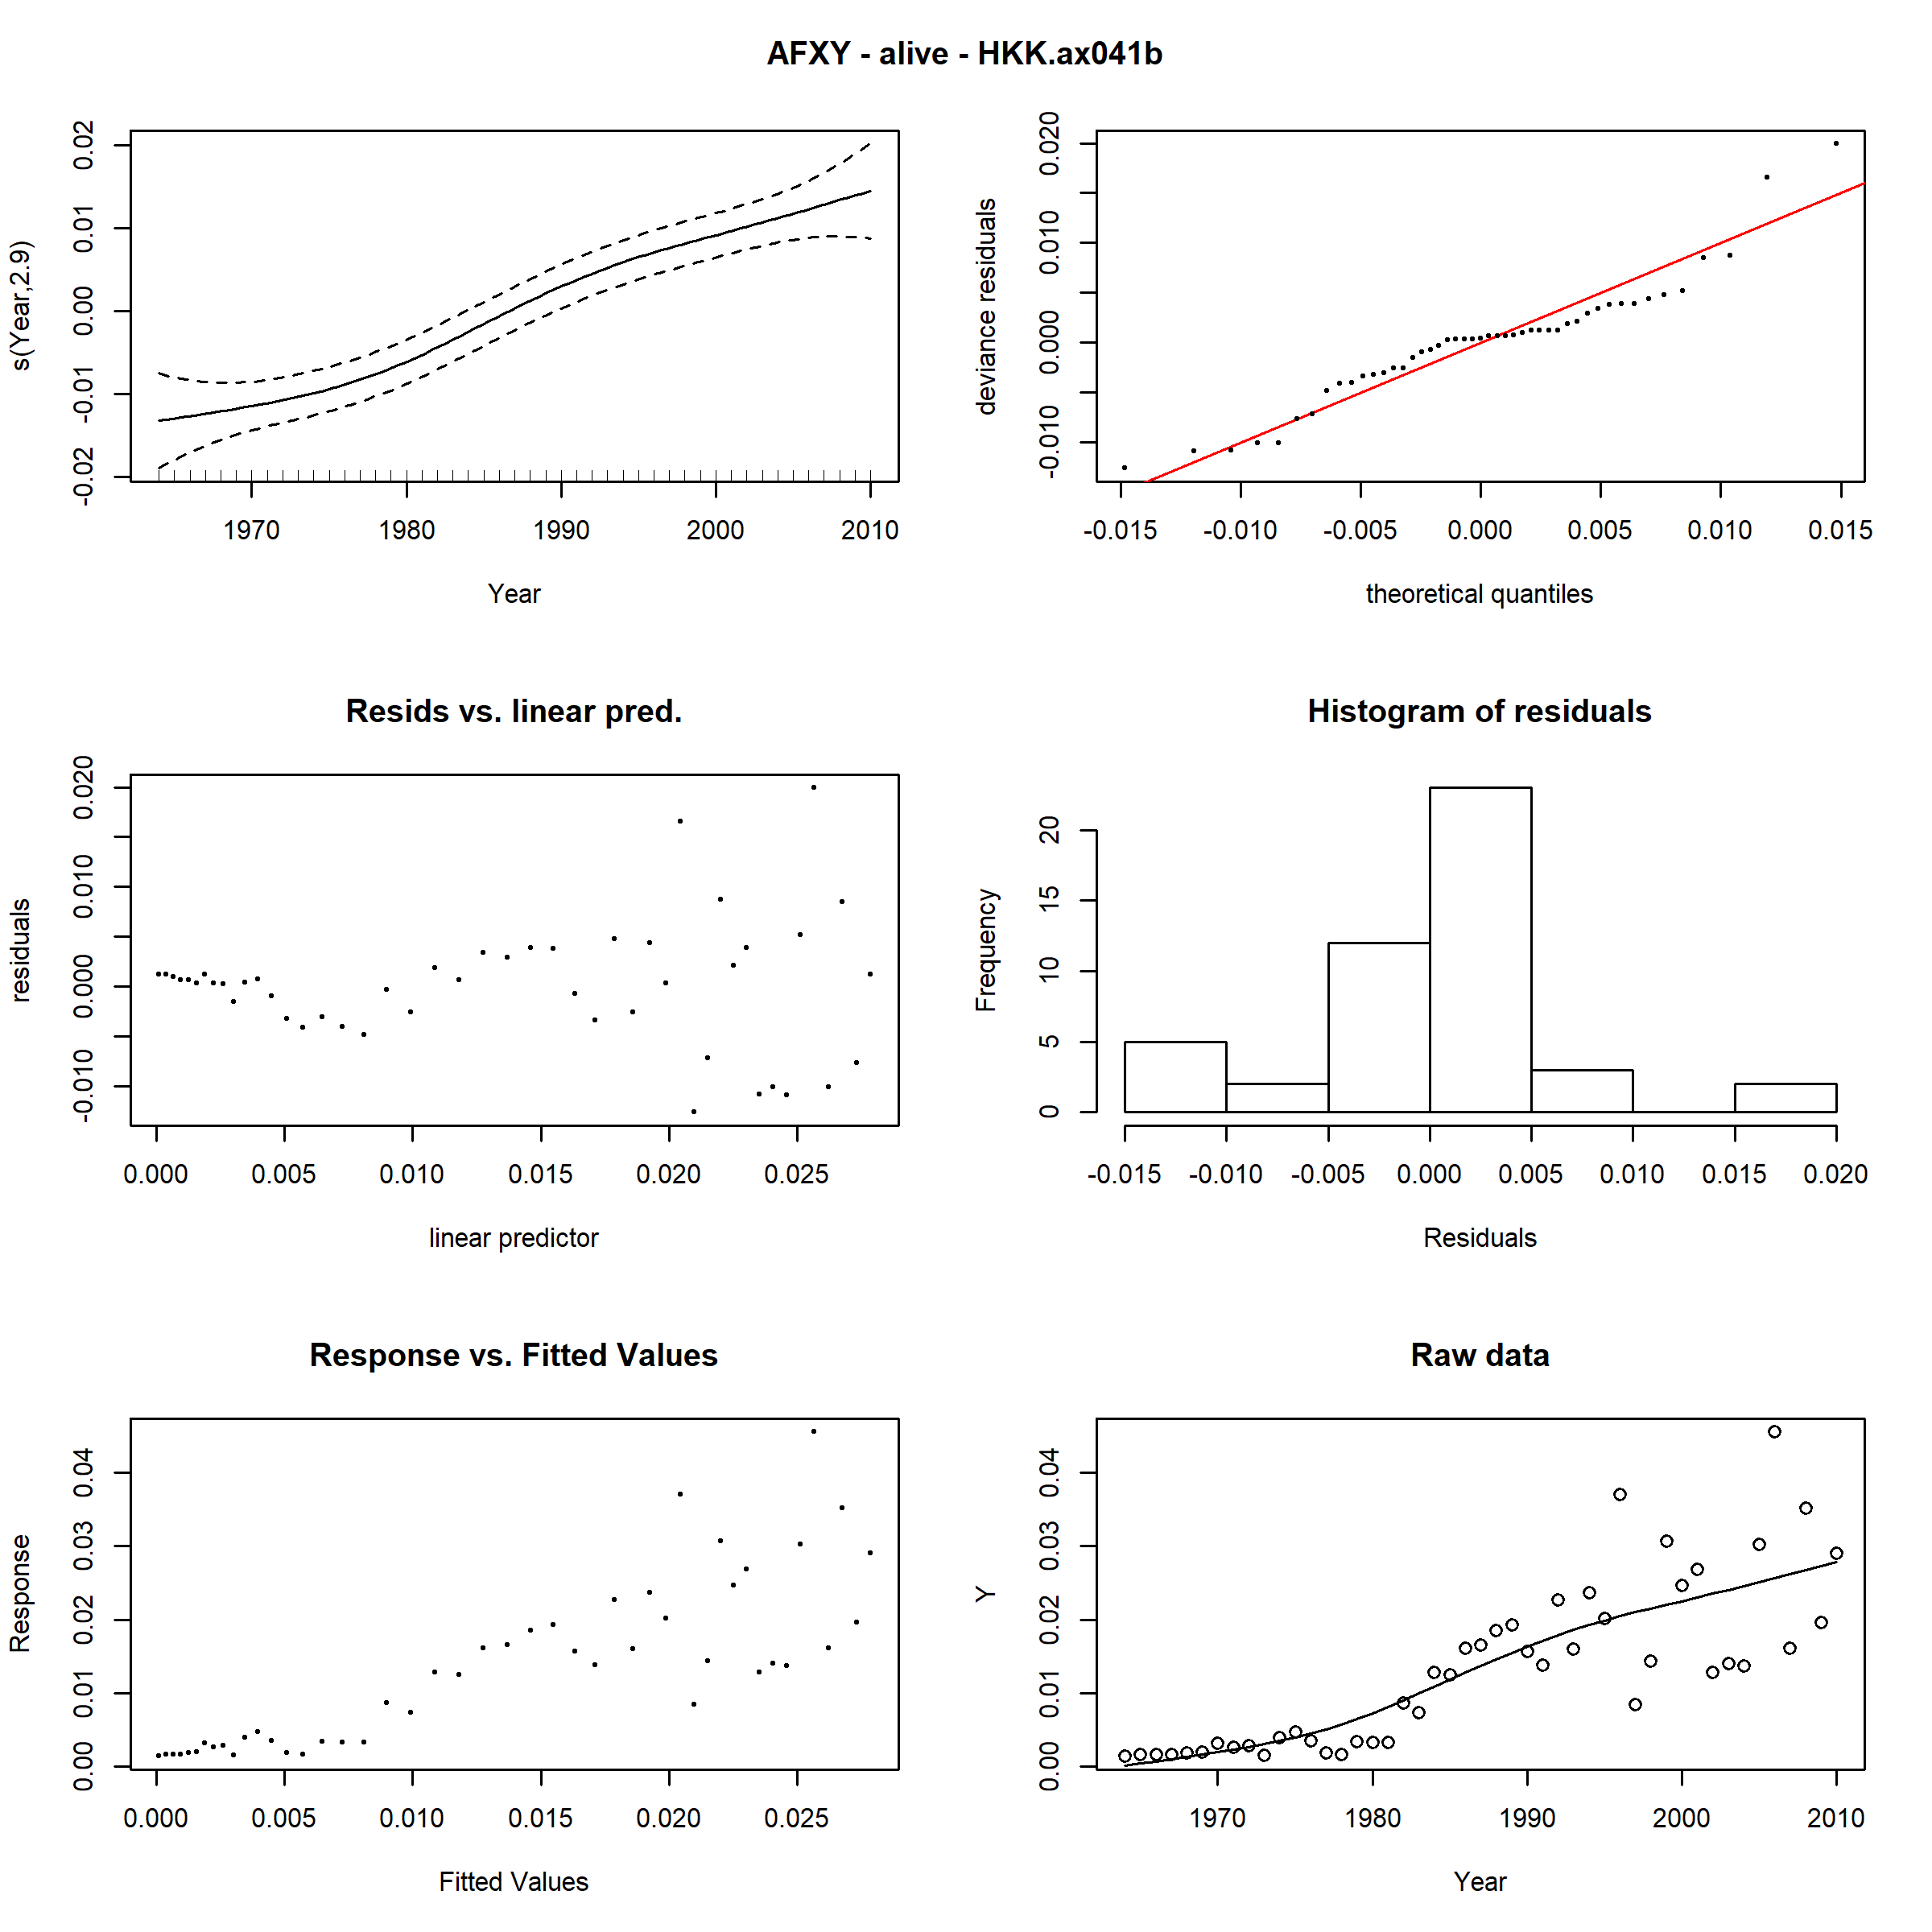 AFXY - alive - HKK.ax041b
s(Year,2.9)
-0.02 -0.01 0.00 0.01 0.02
1970 1980 1990 2000 2010
Year
deviance residuals
-0.010 0.000 0.010 0.020
-0.015 -0.010 -0.005 0.000 0.005 0.010 0.015
theoretical quantiles
Resids vs. linear pred.
residuals
-0.010 0.000 0.010 0.020
0.000 0.005 0.010 0.015 0.020 0.025
linear predictor
Histogram of residuals
Frequency
0 5 10 15 20
-0.015 -0.010 -0.005 0.000 0.005 0.010 0.015 0.020
Residuals
Response vs. Fitted Values
Response
0.00 0.01 0.02 0.03 0.04
0.000 0.005 0.010 0.015 0.020 0.025
Fitted Values
Raw data
Y
0.00 0.01 0.02 0.03 0.04
1970 1980 1990 2000 2010
Year